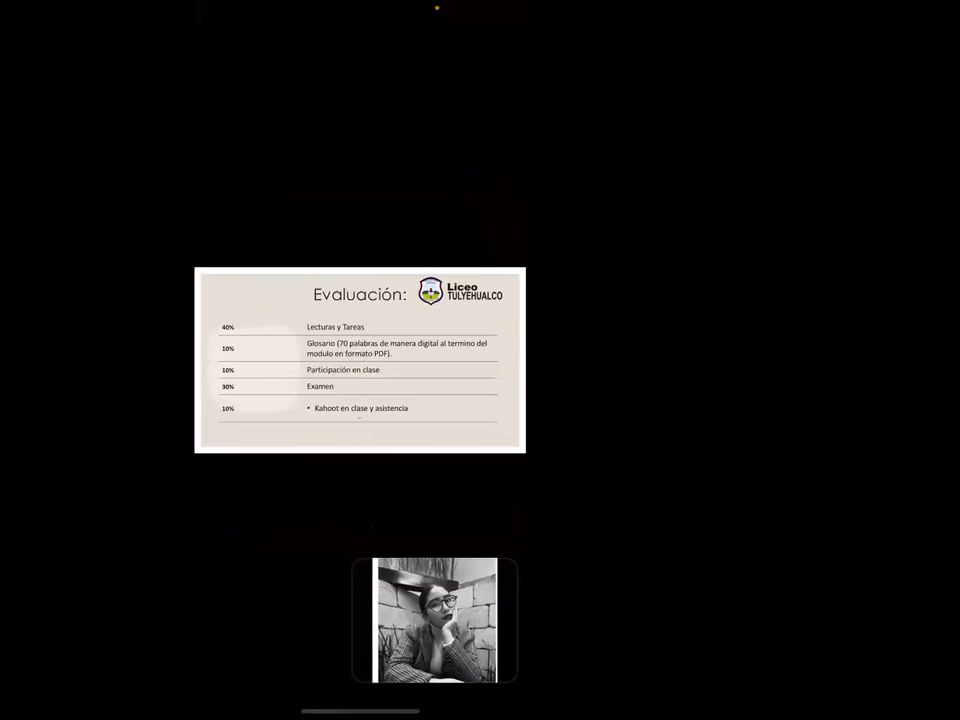 Evaluación:
Liceo
TULYEHUALCO
40% Lecturas y Tareas
10% Glosario (70 palabras de manera digital al termino del
modulo en formato PDF).
10% Participación en clase
30% Examen
10% • Kahoot en clase y asistencia